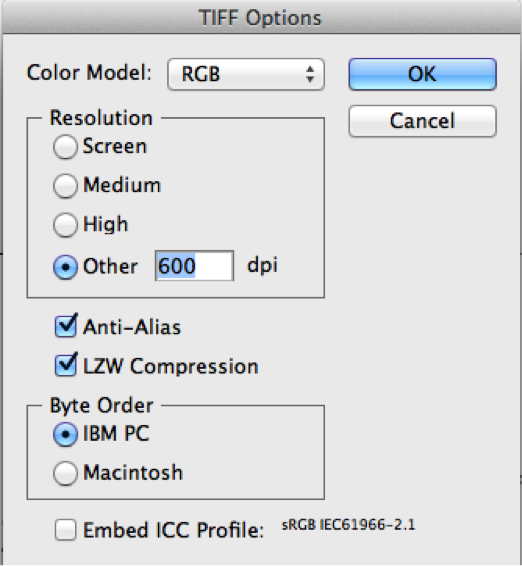 TIFF Options
Color Model: RGB
OK
Cancel
Resolution
Screen
Medium
High
Other 600 dpi
Anti-Alias
LZW Compression
Byte Order
IBM PC
Macintosh
Embed ICC Profile: sRGB IEC61966-2.1